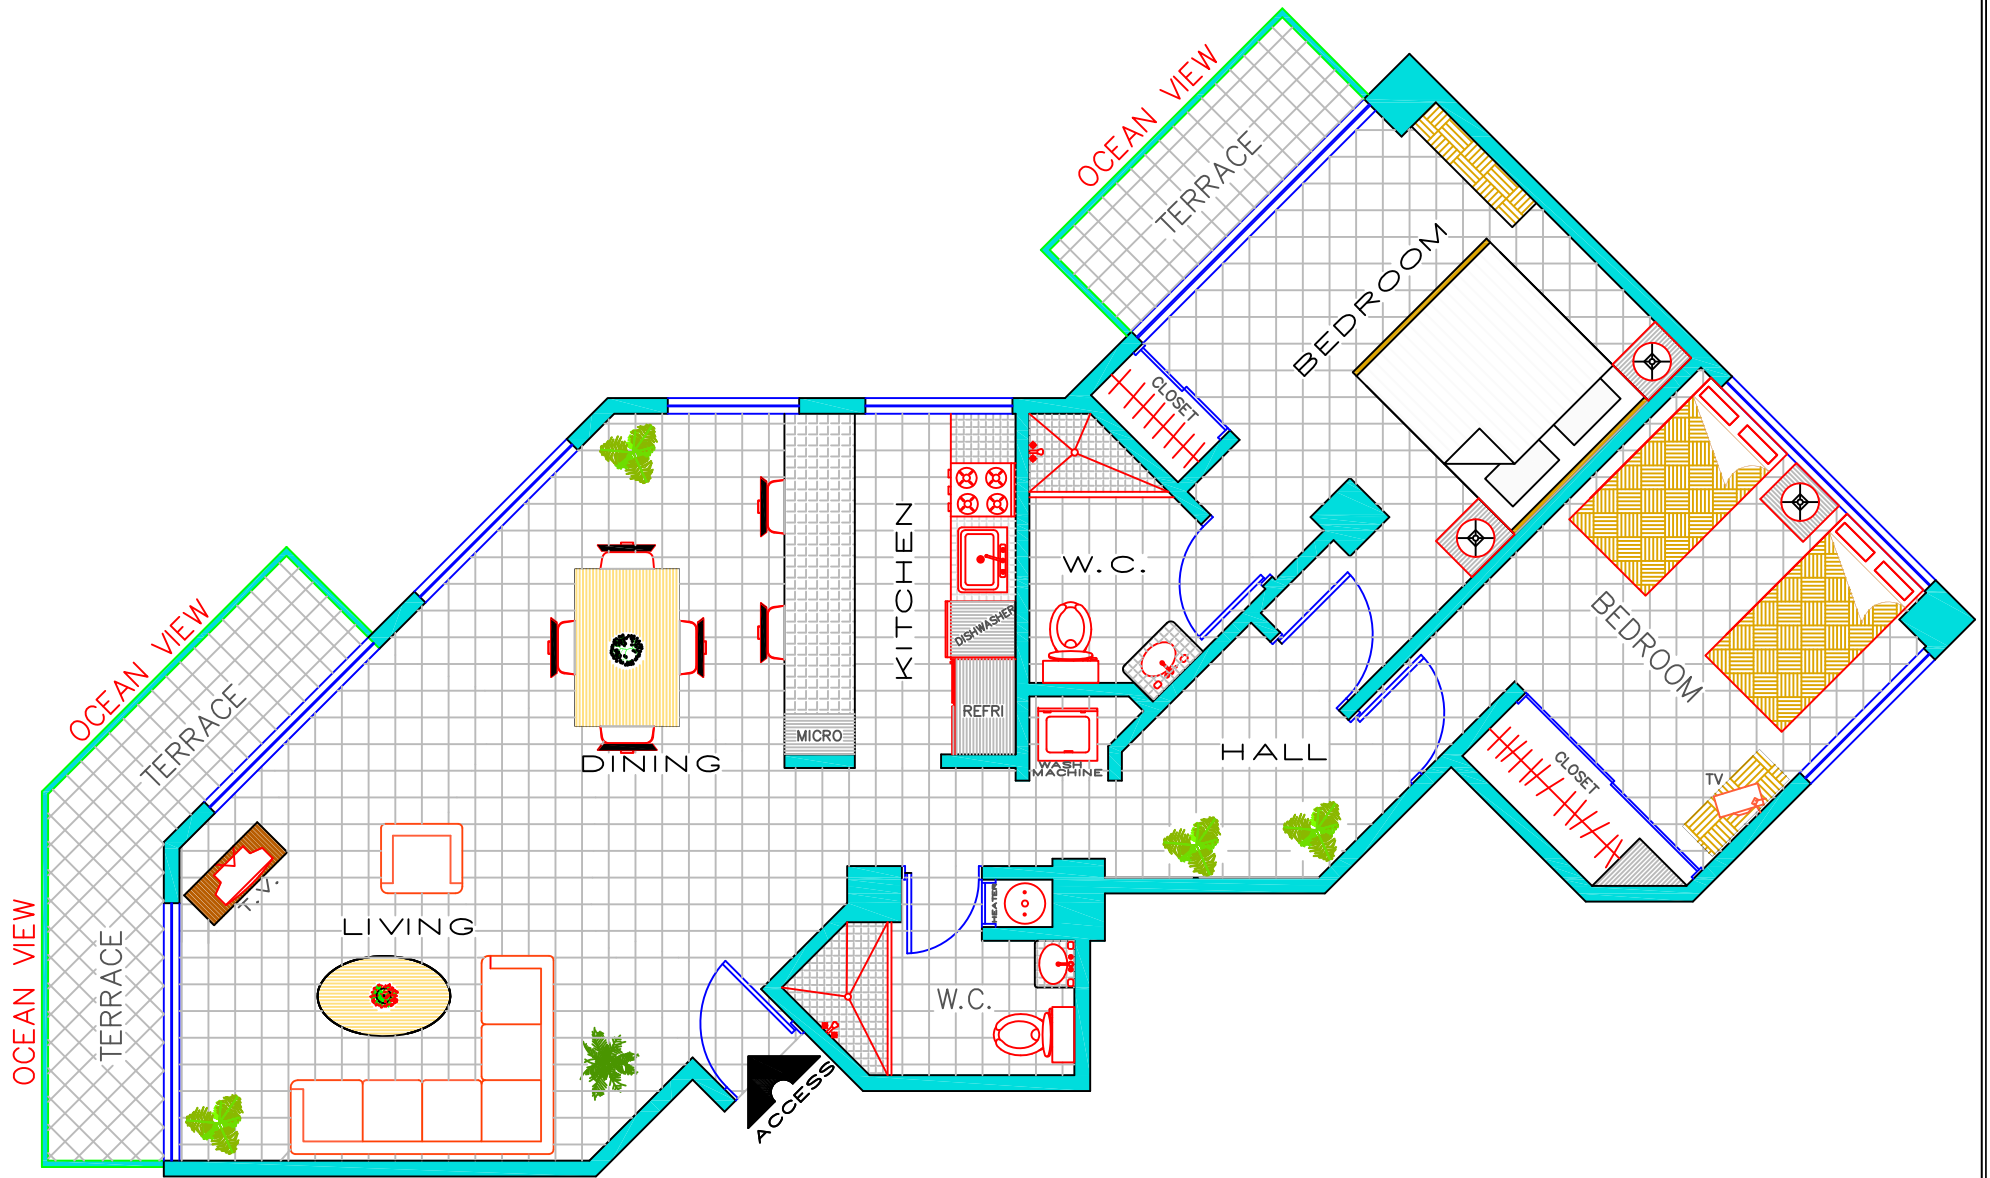 OCEAN VIEW
TERRACE
BEDROOM
CLOSET
KITCHEN
W.C.
DISHWASHER
REFRI
MICRO
DINING
WASH
MACHINE
HALL
BEDROOM
CLOSET
TV
OCEAN VIEW
TERRACE
T.V.
LIVING
OCEAN VIEW
TERRACE
HEATER
W.C.
ACCESS